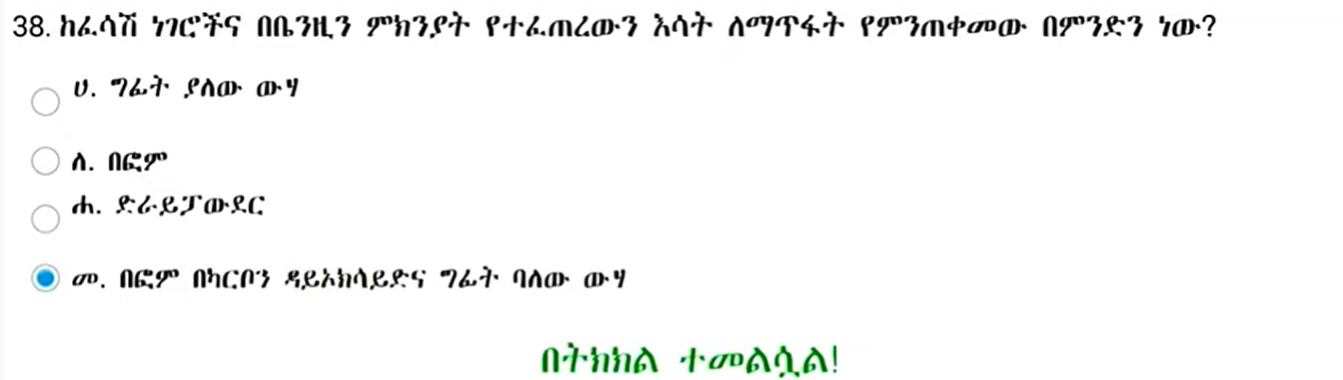 38. ከፈሳሽ ነገሮችና በቤንዚን ምክንያት የተፈጠረውን እሳት ለማጥፋት የምንጠቀመው በምንድን ነው?
ሀ. ግፊት ያለው ውሃ
ለ. በፎም
ሐ. ድራይፓውደር
መ. በፎም በካርቦን ዳይኦክሳይድና ግፊት ባለው ውሃ
በትክክል ተመልሷል!